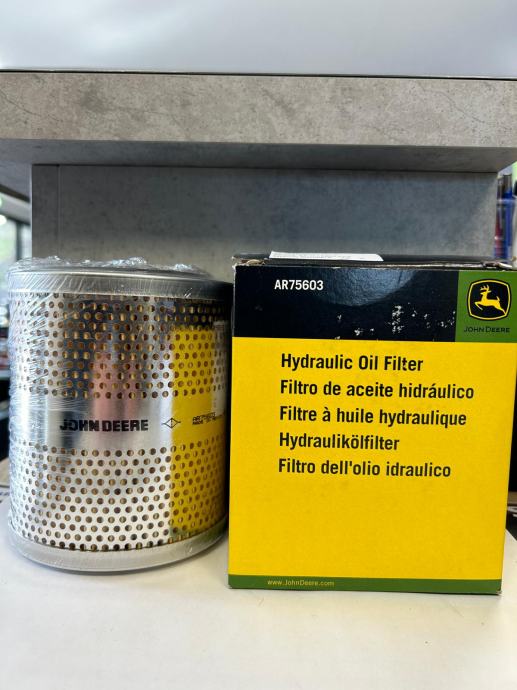 AR75603
JOHN DEERE
Hydraulic Oil Filter
Filtro de aceite hidráulico
Filtre à huile hydraulique
Hydraulikölfilter
Filtro dell'olio idraulico
www.JohnDeere.com
JOHN DEERE
AR75603